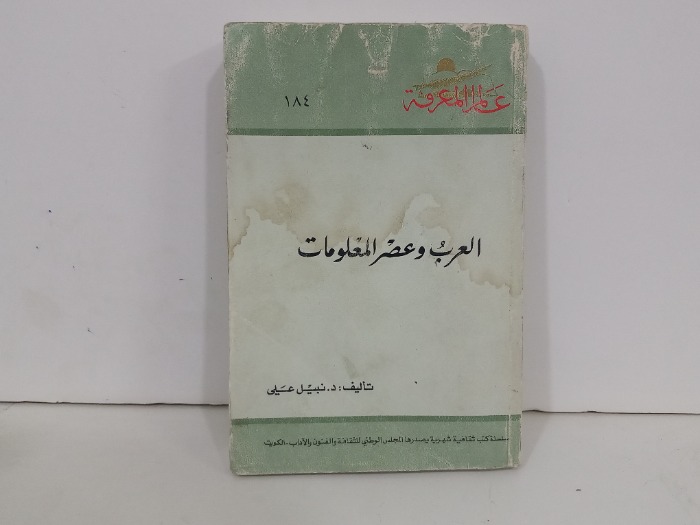 عالم المعرفة
١٨٤
العرب وعصر المعلومات
تأليف: د. نبيل علي
سلسلة كتب ثقافية شهرية يصدرها المجلس الوطني للثقافة والفنون والآداب - الكويت